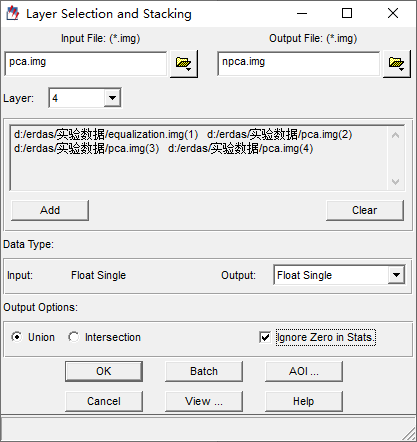 Layer Selection and Stacking
Input File: (*.img) Output File: (*.img)
pca.img npca.img
Layer: 4
d:/erdas/实验数据/equalization.img(1) d:/erdas/实验数据/pca.img(2)
d:/erdas/实验数据/pca.img(3) d:/erdas/实验数据/pca.img(4)
Add Clear
Data Type:
Input: Float Single Output: Float Single
Output Options:
Union Intersection Ignore Zero in Stats.
OK Batch AOI ...
Cancel View ... Help